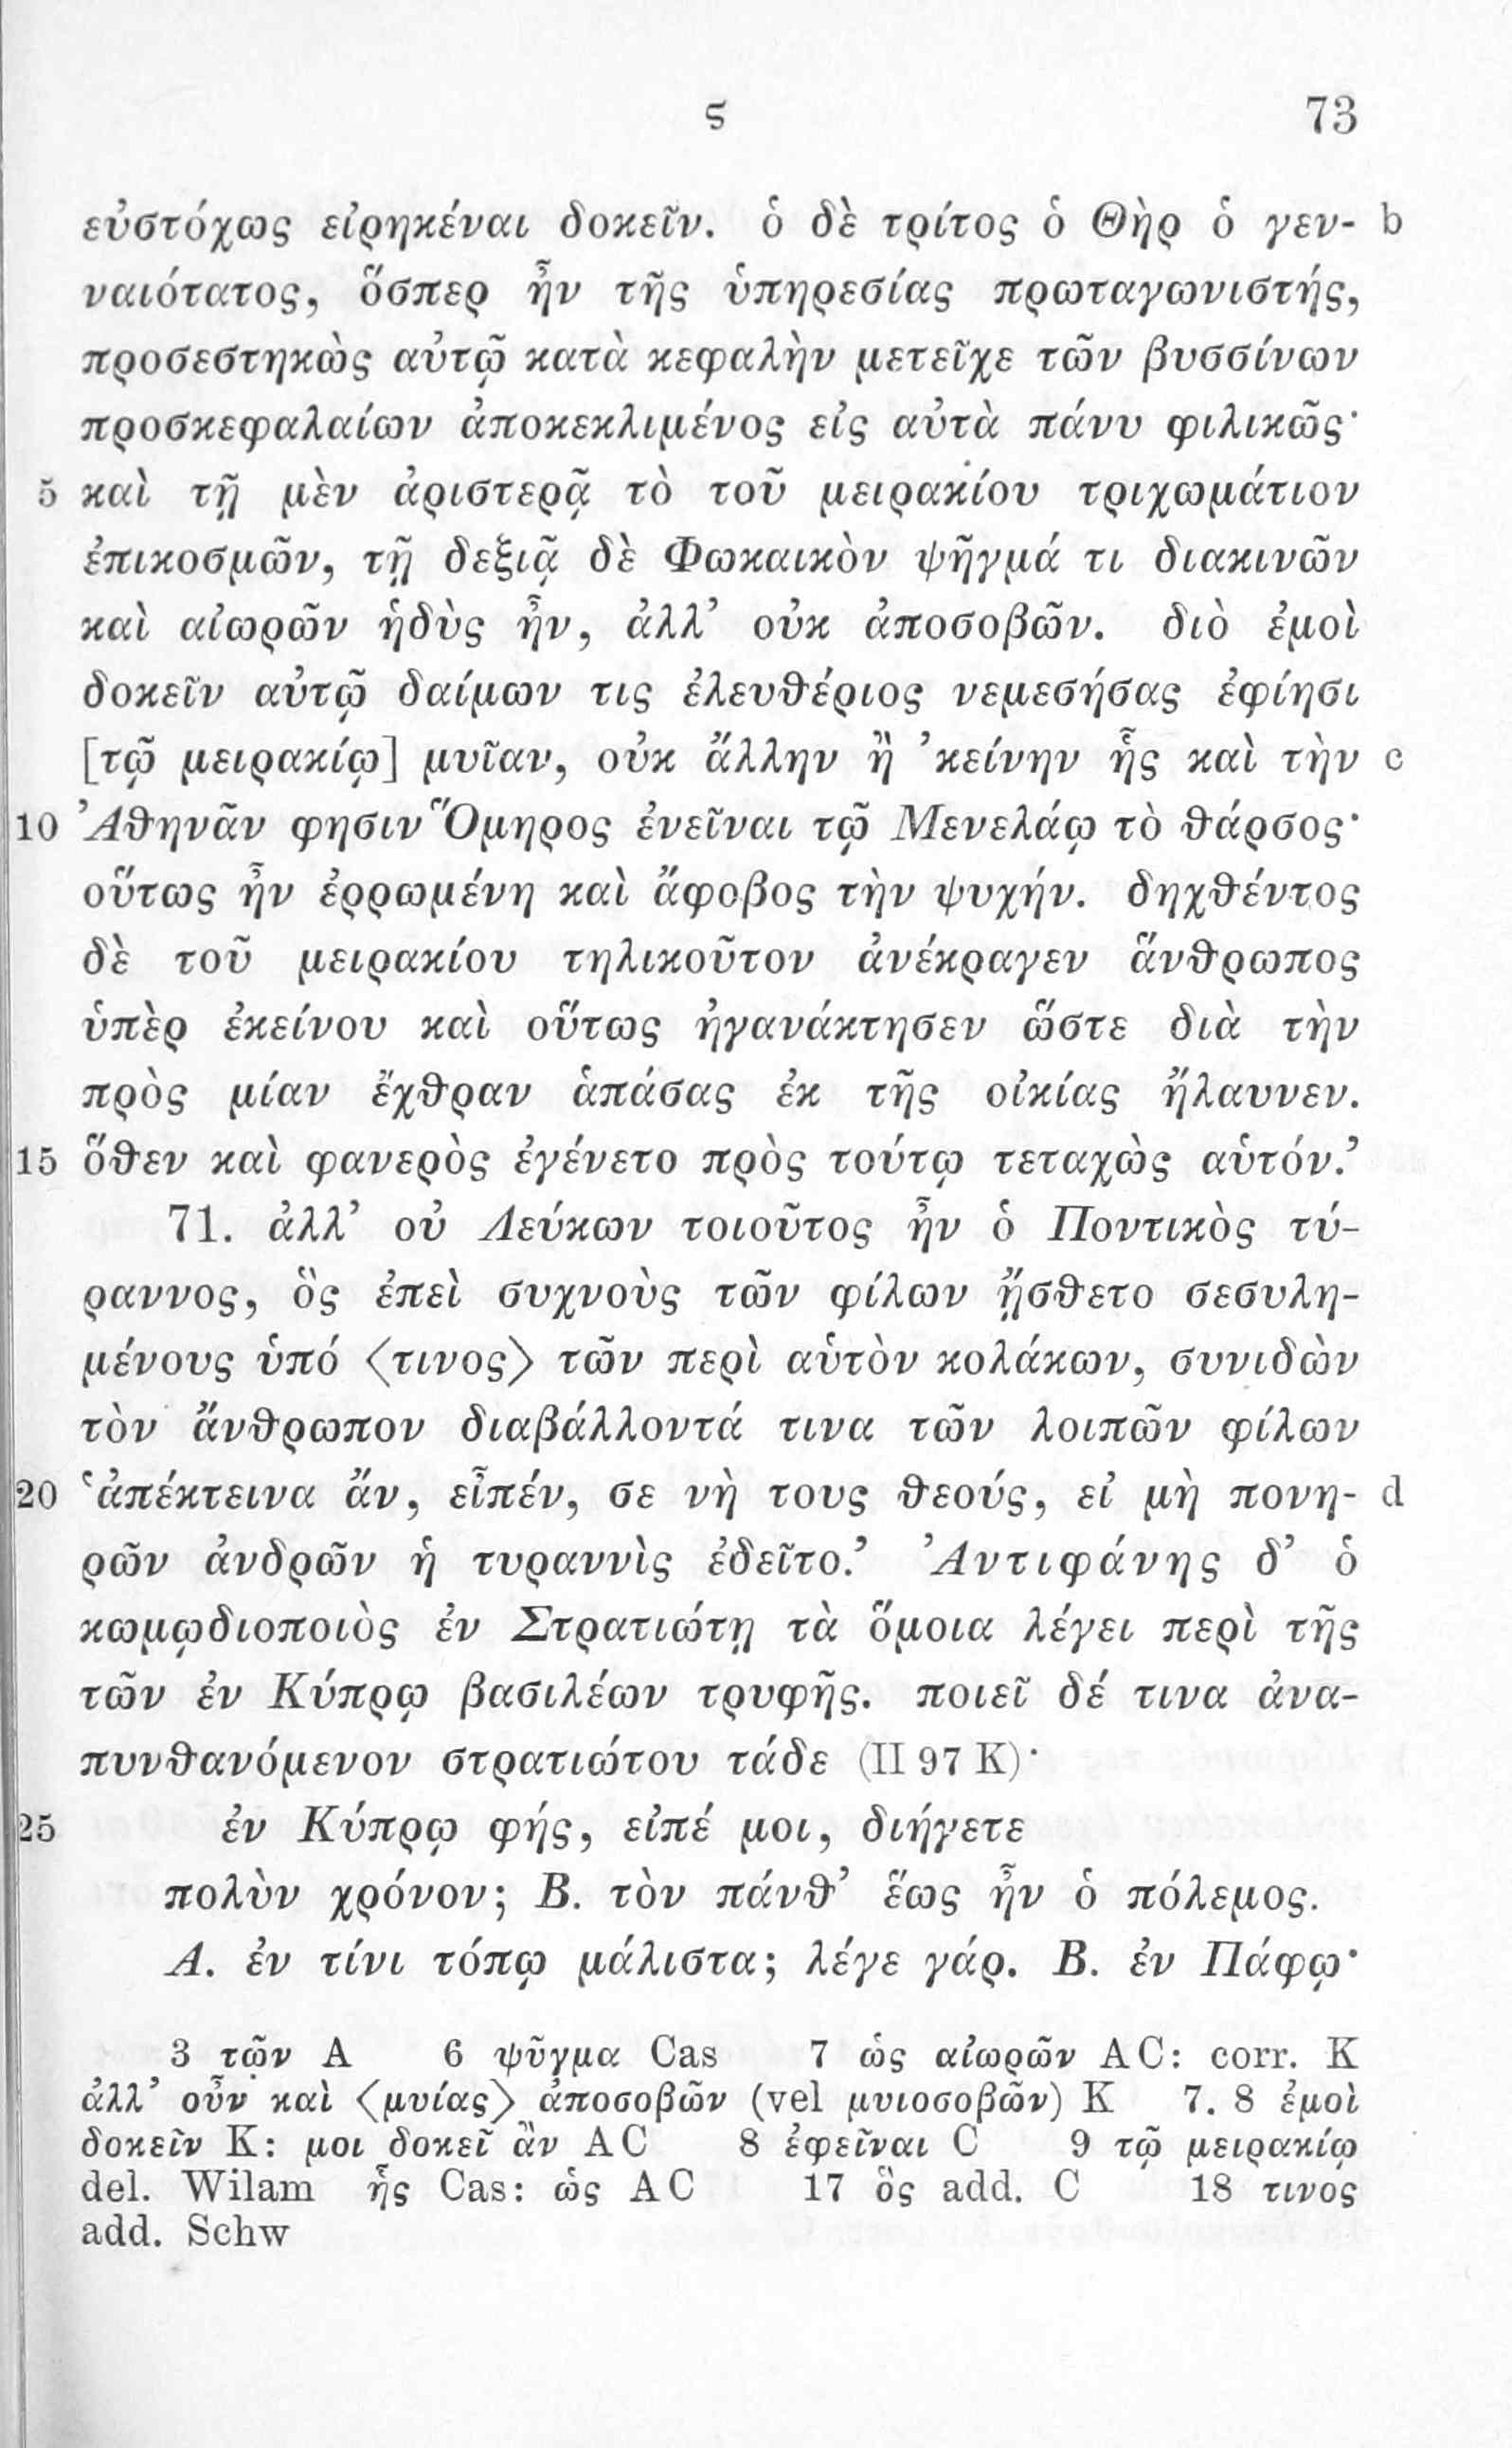 ϛ 73
εὐστόχως εἰρηκέναι δοκεῖν. ὁ δὲ τρίτος ὁ Θὴρ ὁ γεν- b
ναιότατος, ὅσπερ ἦν τῆς ὑπηρεσίας πρωταγωνιστής,
προσεστηκὼς αὐτῷ κατὰ κεφαλὴν μετεῖχε τῶν βυσσίνων
προσκεφαλαίων ἀποκεκλιμένος εἰς αὐτὰ πάνυ φιλικῶς·
5 καὶ τῇ μὲν ἀριστερᾷ τὸ τοῦ μειρακίου τριχωμάτιον
ἐπικοσμῶν, τῇ δεξιᾷ δὲ Φωκαικὸν ψῆγμά τι διακινῶν
καὶ αἰωρῶν ἡδὺς ἦν, ἀλλ’ οὐκ ἀποσοβῶν. διὸ ἐμοὶ
δοκεῖν αὐτῷ δαίμων τις ἐλευθέριος νεμεσήσας ἐφίησι
[τῷ μειρακίῳ] μυῖαν, οὐκ ἄλλην ἢ ’κείνην ἧς καὶ τὴν c
10 Ἀθηνᾶν φησιν Ὅμηρος ἐνεῖναι τῷ Μενελάῳ τὸ θάρσος·
οὕτως ἦν ἐρρωμένη καὶ ἄφοβος τὴν ψυχήν. δηχθέντος
δὲ τοῦ μειρακίου τηλικοῦτον ἀνέκραγεν ἅνθρωπος
ὑπὲρ ἐκείνου καὶ οὕτως ἠγανάκτησεν ὥστε διὰ τὴν
πρὸς μίαν ἔχθραν ἁπάσας ἐκ τῆς οἰκίας ἤλαυνεν.
15 ὅθεν καὶ φανερὸς ἐγένετο πρὸς τούτῳ τεταχὼς αὑτόν.’
71. ἀλλ’ οὐ Λεύκων τοιοῦτος ἦν ὁ Ποντικὸς τύ-
ραννος, ὃς ἐπεὶ συχνοὺς τῶν φίλων ᾔσθετο σεσυλη-
μένους ὑπό 〈τινος〉 τῶν περὶ αὑτὸν κολάκων, συνιδὼν
τὸν ἄνθρωπον διαβάλλοντά τινα τῶν λοιπῶν φίλων
20 ‘ἀπέκτεινα ἄν, εἶπέν, σε νὴ τους θεούς, εἰ μὴ πονη- d
ρῶν ἀνδρῶν ἡ τυραννὶς ἐδεῖτο.’ Ἀντιφάνης δ’ ὁ
κωμῳδιοποιὸς ἐν Στρατιώτῃ τὰ ὅμοια λέγει περὶ τῆς
τῶν ἐν Κύπρῳ βασιλέων τρυφῆς. ποιεῖ δέ τινα ἀνα-
πυνθανόμενον στρατιώτου τάδε (II 97 K)·
25 ἐν Κύπρῳ φής, εἰπέ μοι, διήγετε
πολὺν χρόνον; B. τὸν πάνθ’ ἕως ἦν ὁ πόλεμος.
A. ἐν τίνι τόπῳ μάλιστα; λέγε γάρ. B. ἐν Πάφῳ·
3 τῷν A 6 ψῦγμα Cas 7 ὡς αἰωρῶν AC: corr. K
ἀλλ’ οὖν καὶ 〈μυίας〉 ἀποσοβῶν (vel μυιοσοβῶν) K 7. 8 ἐμοὶ
δοκεῖν K: μοι δοκεῖ ἂν AC 8 ἐφεῖναι C 9 τῷ μειρακίῳ
del. Wilam ἧς Cas: ὡς AC 17 ὃς add. C 18 τινος
add. Schw